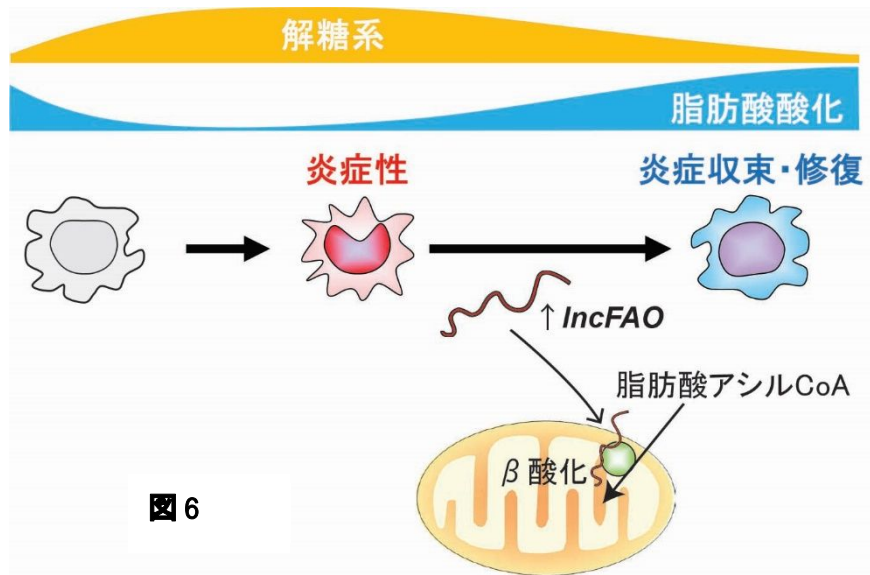 解糖系
脂肪酸酸化
炎症性
炎症収束・修復
↑lncFAO
脂肪酸アシルCoA
β酸化
図6